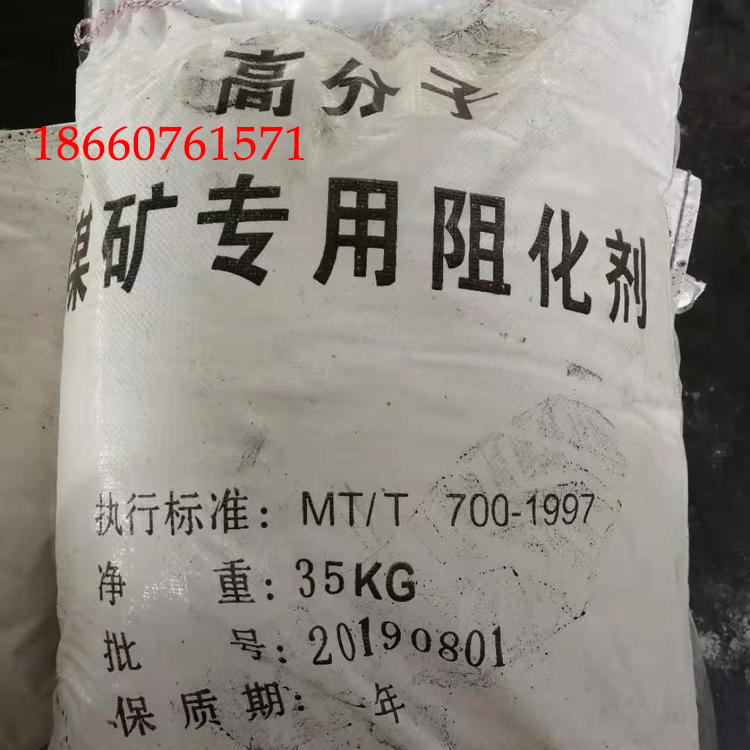 高分子
18660761571
煤矿专用阻化剂
执行标准：MT/T 700-1997
净 重：35KG
批 号：20190801
保质期： 年